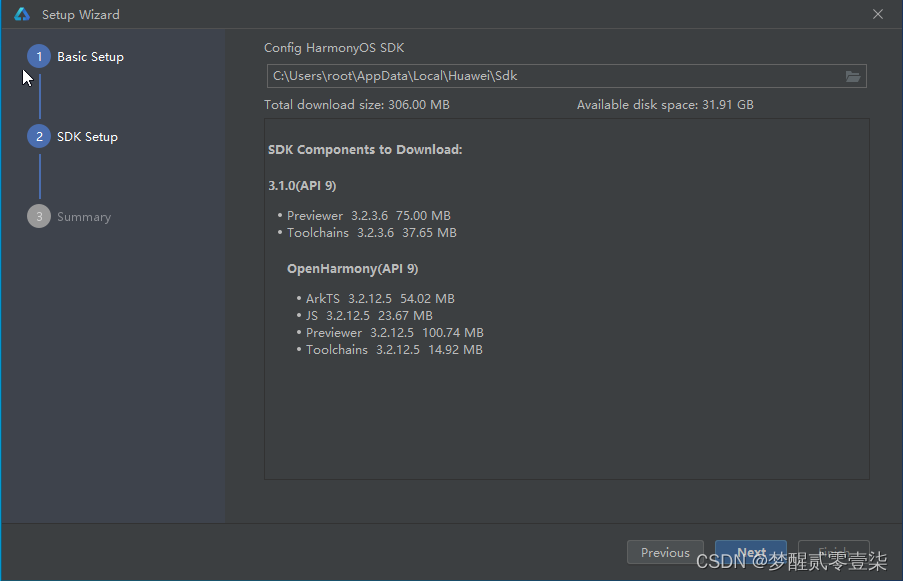 Setup Wizard
1 Basic Setup
2 SDK Setup
3 Summary
Config HarmonyOS SDK
C:\Users\root\AppData\Local\Huawei\Sdk
Total download size: 306.00 MB Available disk space: 31.91 GB
SDK Components to Download:
3.1.0(API 9)
• Previewer 3.2.3.6 75.00 MB
• Toolchains 3.2.3.6 37.65 MB
OpenHarmony(API 9)
• ArkTS 3.2.12.5 54.02 MB
• JS 3.2.12.5 23.67 MB
• Previewer 3.2.12.5 100.74 MB
• Toolchains 3.2.12.5 14.92 MB
Previous Next Finish
CSDN @梦醒贰零壹柒